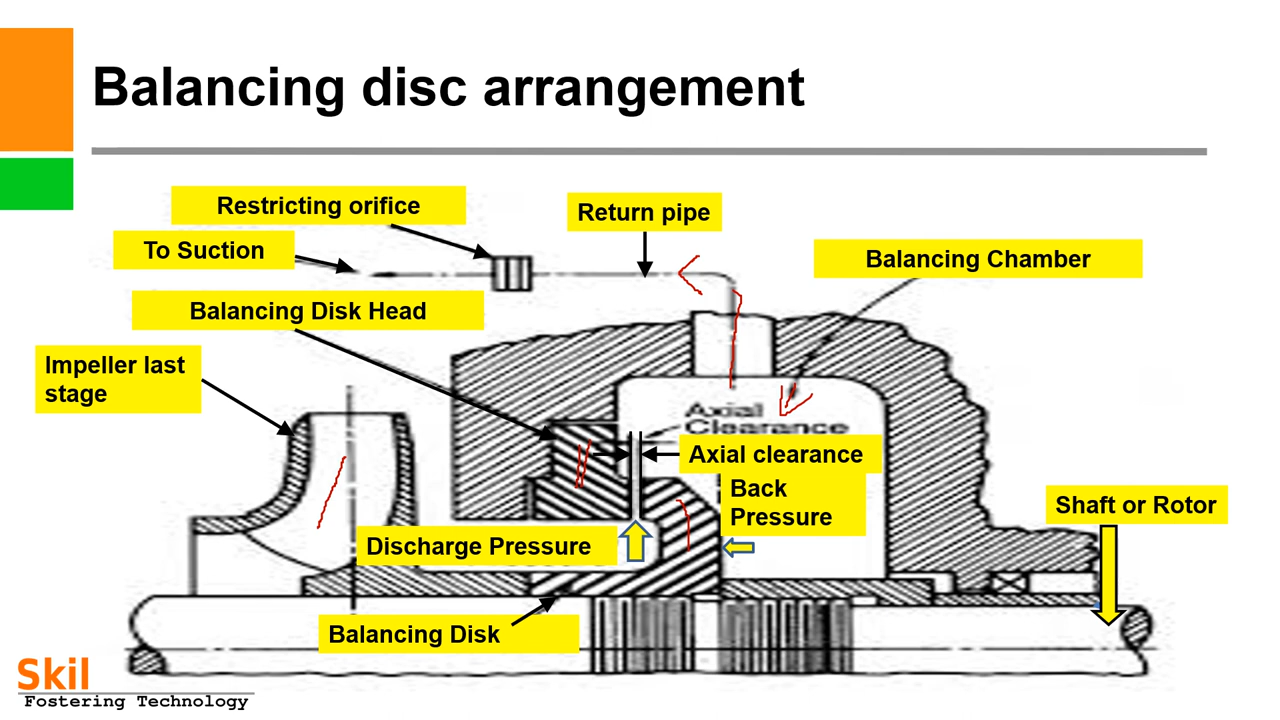 Balancing disc arrangement
Restricting orifice
Return pipe
To Suction
Balancing Chamber
Balancing Disk Head
Impeller last
stage
Axial
Clearance
Axial clearance
Back
Pressure
Shaft or Rotor
Discharge Pressure
Balancing Disk
Skil
Fostering Technology